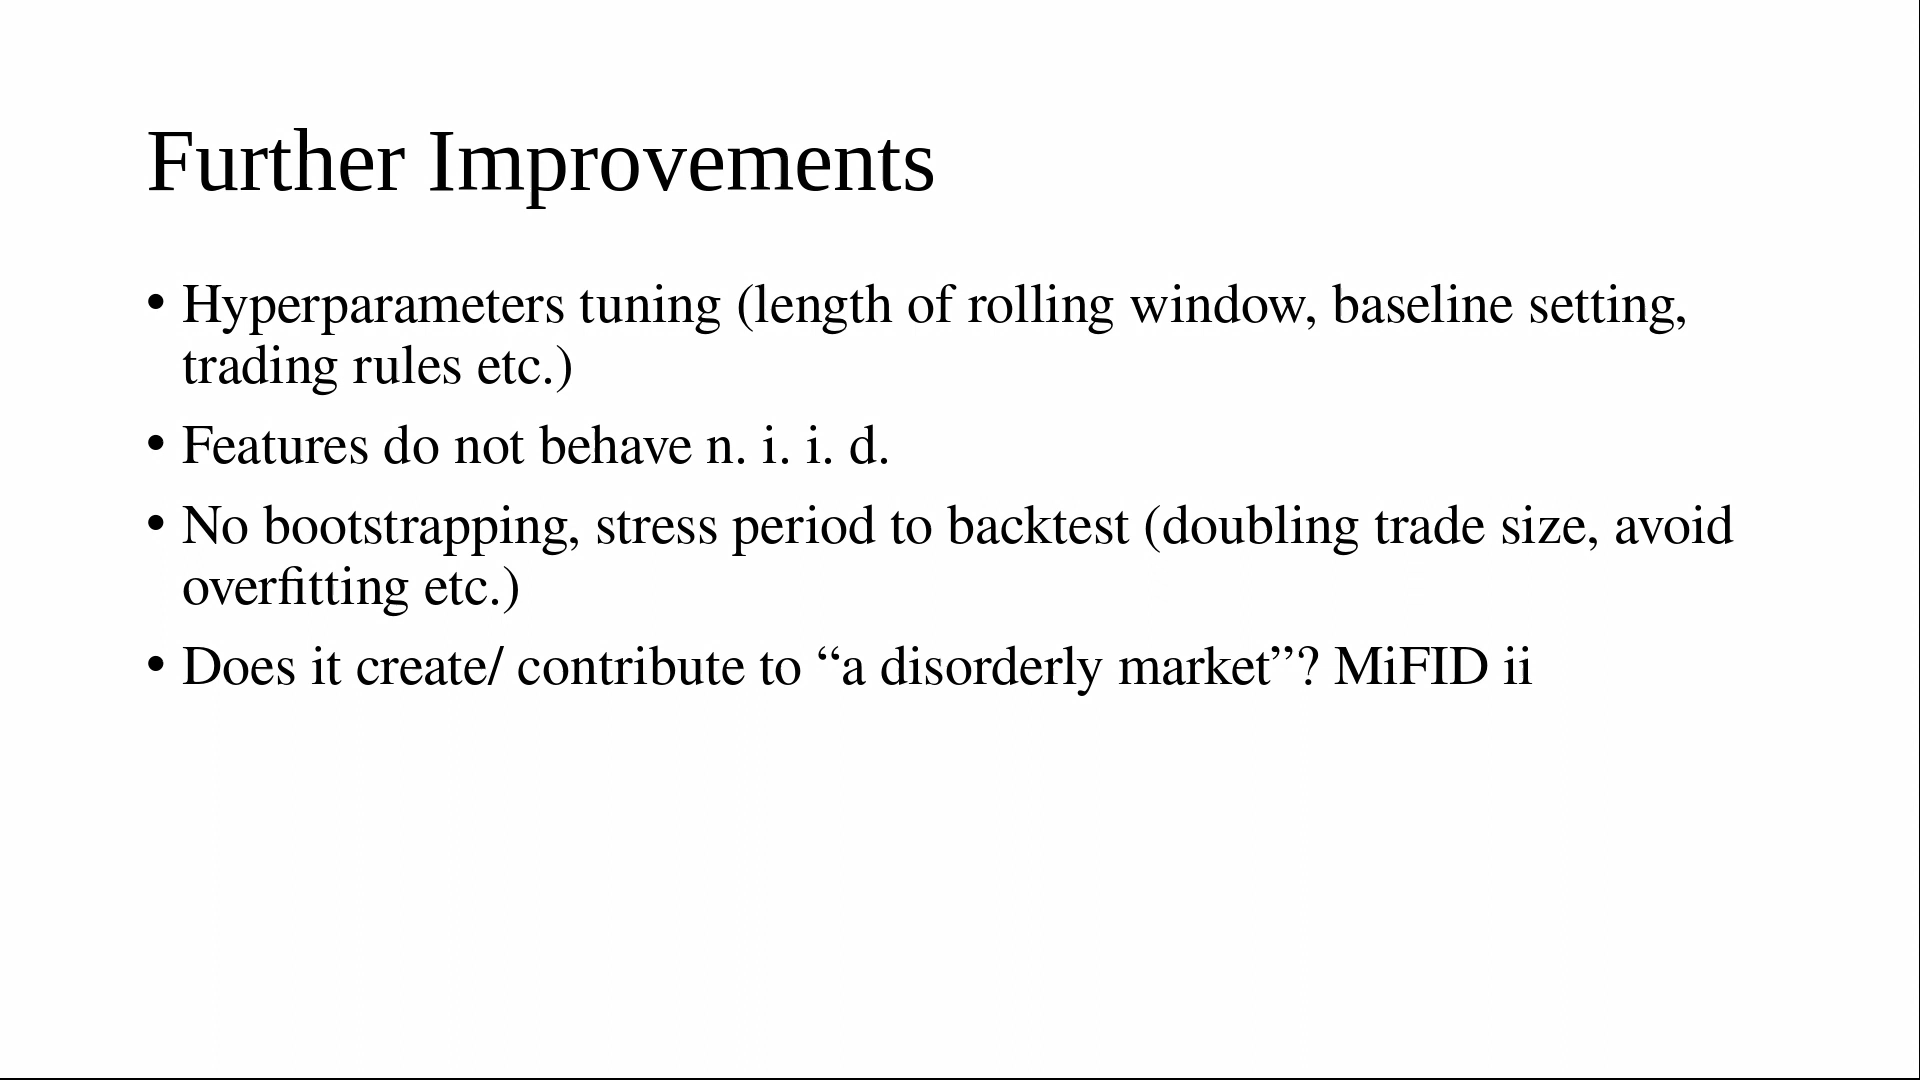 Further Improvements
• Hyperparameters tuning (length of rolling window, baseline setting,
trading rules etc.)
• Features do not behave n. i. i. d.
• No bootstrapping, stress period to backtest (doubling trade size, avoid
overfitting etc.)
• Does it create/ contribute to “a disorderly market”? MiFID ii